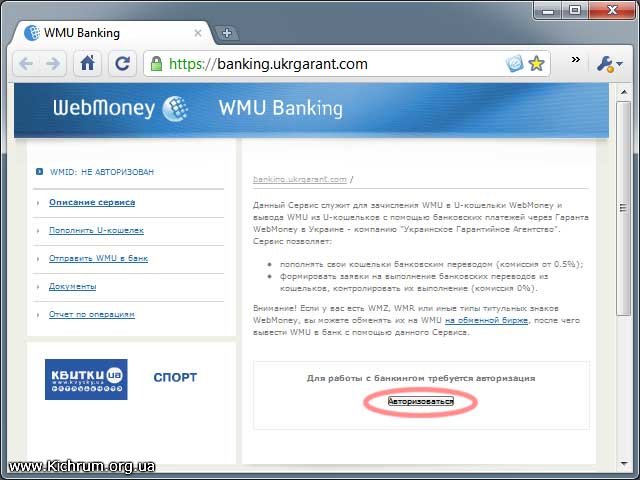 WMU Banking
https://banking.ukrgarant.com
»
WebMoney WMU Banking
WMID: НЕ АВТОРИЗОВАН
Описание сервиса
Пополнить U-кошелек
Отправить WMU в банк
Документы
Отчет по операциям
КВИТКИ UA
www.kvytky.ua
СПОРТ
banking.ukrgarant.com /
Данный Сервис служит для зачисления WMU в U-кошельки WebMoney и
вывода WMU из U-кошельков с помощью банковских платежей через Гаранта
WebMoney в Украине - компанию "Украинское Гарантийное Агентство".
Сервис позволяет:
пополнять свои кошельки банковским переводом (комиссия от 0.5%);
формировать заявки на выполнение банковских переводов из
кошельков, контролировать их выполнение (комиссия 0%).
Внимание! Если у вас есть WMZ, WMR или иные типы титульных знаков
WebMoney, вы можете обменять их на WMU на обменной бирже, после чего
вывести WMU в банк с помощью данного Сервиса.
Для работы с банкингом требуется авторизация
Авторизоваться
www.Kichrum.org.ua